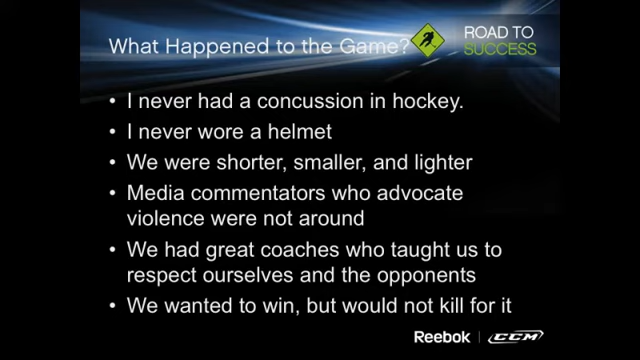 What Happened to the Game?
ROAD TO
SUCCESS
• I never had a concussion in hockey.
• I never wore a helmet
• We were shorter, smaller, and lighter
• Media commentators who advocate
violence were not around
• We had great coaches who taught us to
respect ourselves and the opponents
• We wanted to win, but would not kill for it
Reebok
CCM